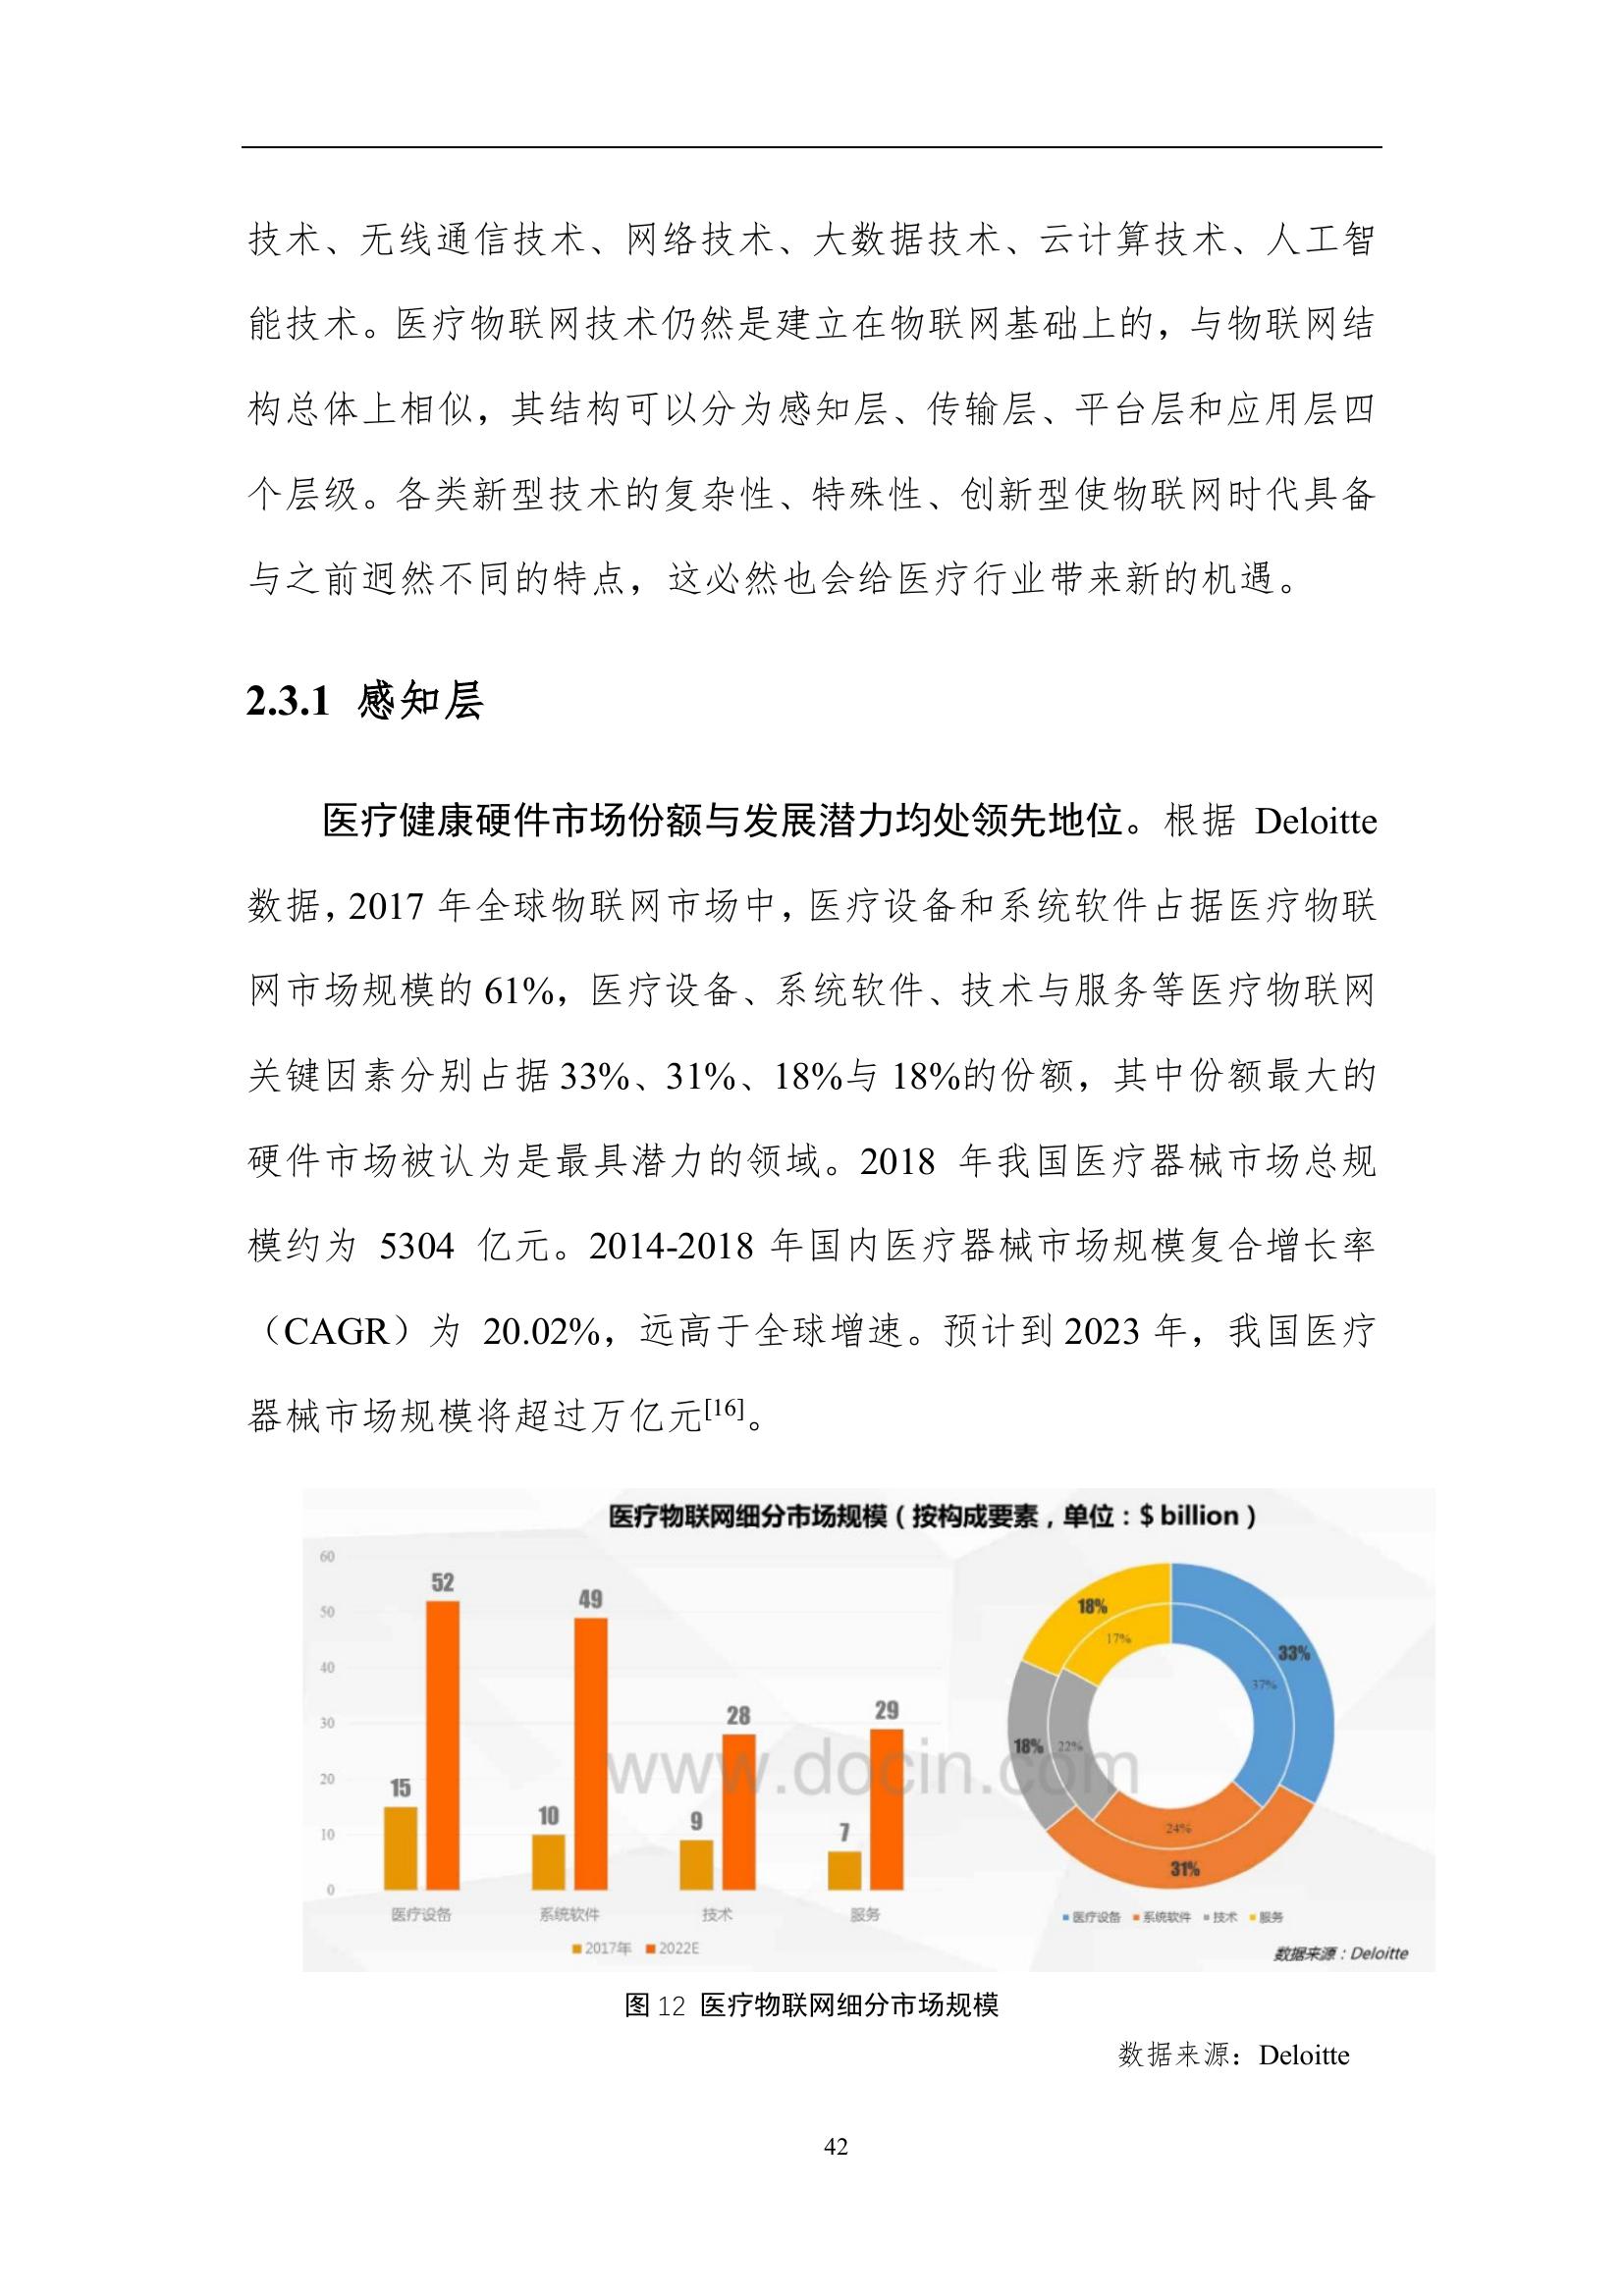 技术、无线通信技术、网络技术、大数据技术、云计算技术、人工智
能技术。医疗物联网技术仍然是建立在物联网基础上的，与物联网结
构总体上相似，其结构可以分为感知层、传输层、平台层和应用层四
个层级。各类新型技术的复杂性、特殊性、创新型使物联网时代具备
与之前迥然不同的特点，这必然也会给医疗行业带来新的机遇。
2.3.1 感知层
医疗健康硬件市场份额与发展潜力均处领先地位。根据 Deloitte
数据，2017 年全球物联网市场中，医疗设备和系统软件占据医疗物联
网市场规模的 61%，医疗设备、系统软件、技术与服务等医疗物联网
关键因素分别占据 33%、31%、18%与 18%的份额，其中份额最大的
硬件市场被认为是最具潜力的领域。2018 年我国医疗器械市场总规
模约为 5304 亿元。2014-2018 年国内医疗器械市场规模复合增长率
（CAGR）为 20.02%，远高于全球增速。预计到 2023 年，我国医疗
器械市场规模将超过万亿元[16]。
医疗物联网细分市场规模（按构成要素，单位：$ billion）
60
50
40
30
20
10
0
15
52
10
49
9
28
7
29
医疗设备
系统软件
技术
服务
2017年 2022E
18%
17%
33%
37%
18%
22%
24%
31%
医疗设备 系统软件 技术 服务
数据来源：Deloitte
www.docin.com
图 12 医疗物联网细分市场规模
数据来源：Deloitte
42